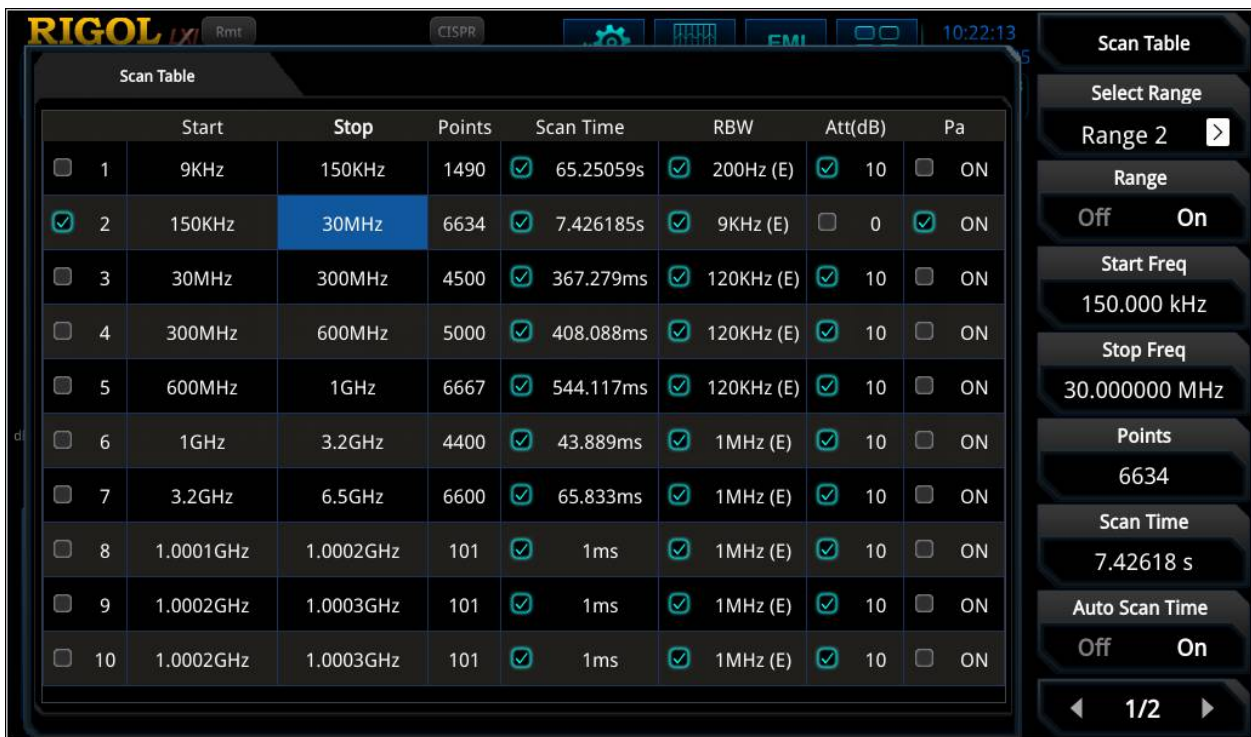 RIGOL LXI Rmt CISPR EMI 10:22:13
Scan Table
Start Stop Points Scan Time RBW Att(dB) Pa
1 9KHz 150KHz 1490 65.25059s 200Hz (E) 10 ON
2 150KHz 30MHz 6634 7.426185s 9KHz (E) 0 ON
3 30MHz 300MHz 4500 367.279ms 120KHz (E) 10 ON
4 300MHz 600MHz 5000 408.088ms 120KHz (E) 10 ON
5 600MHz 1GHz 6667 544.117ms 120KHz (E) 10 ON
6 1GHz 3.2GHz 4400 43.889ms 1MHz (E) 10 ON
7 3.2GHz 6.5GHz 6600 65.833ms 1MHz (E) 10 ON
8 1.0001GHz 1.0002GHz 101 1ms 1MHz (E) 10 ON
9 1.0002GHz 1.0003GHz 101 1ms 1MHz (E) 10 ON
10 1.0002GHz 1.0003GHz 101 1ms 1MHz (E) 10 ON
Scan Table
Select Range
Range 2 >
Range
Off On
Start Freq
150.000 kHz
Stop Freq
30.000000 MHz
Points
6634
Scan Time
7.42618 s
Auto Scan Time
Off On
1/2